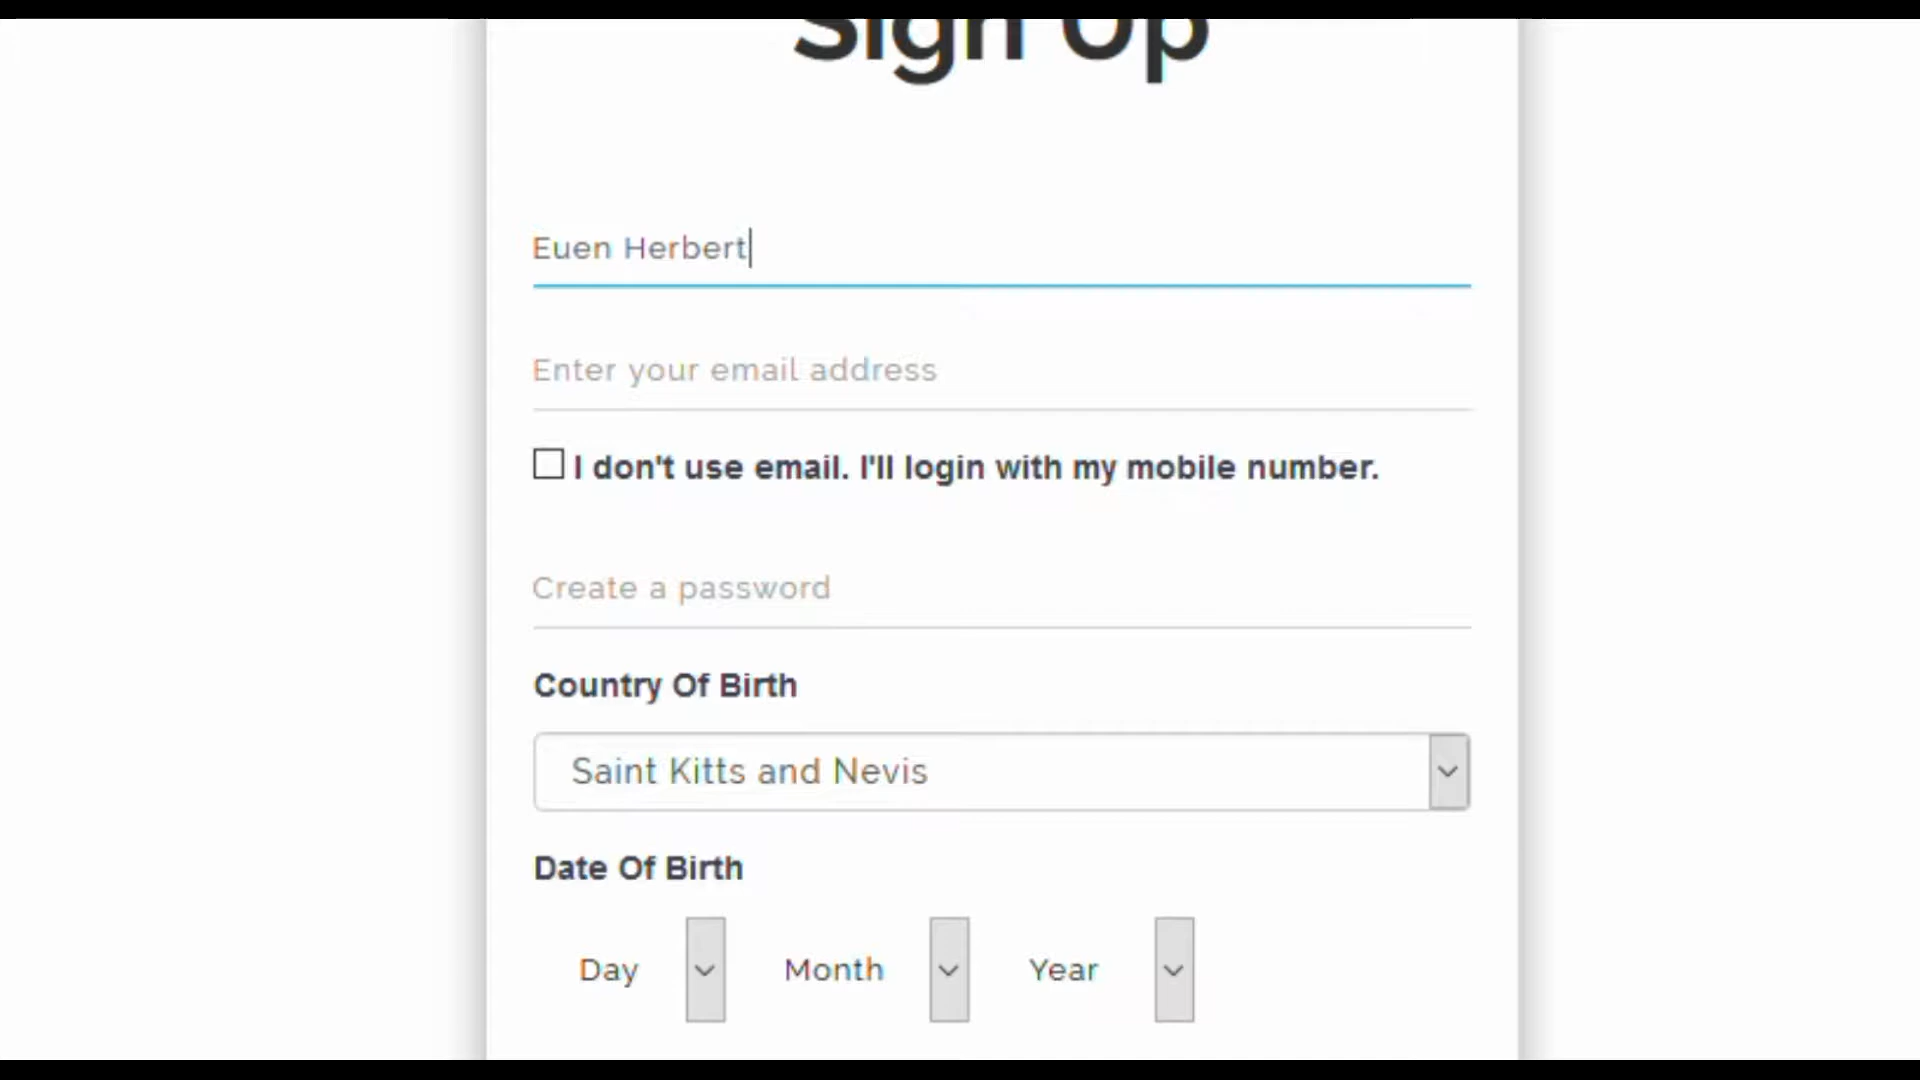 Sign Up
Euen Herbert
Enter your email address
I don't use email. I'll login with my mobile number.
Create a password
Country Of Birth
Saint Kitts and Nevis
Date Of Birth
Day Month Year